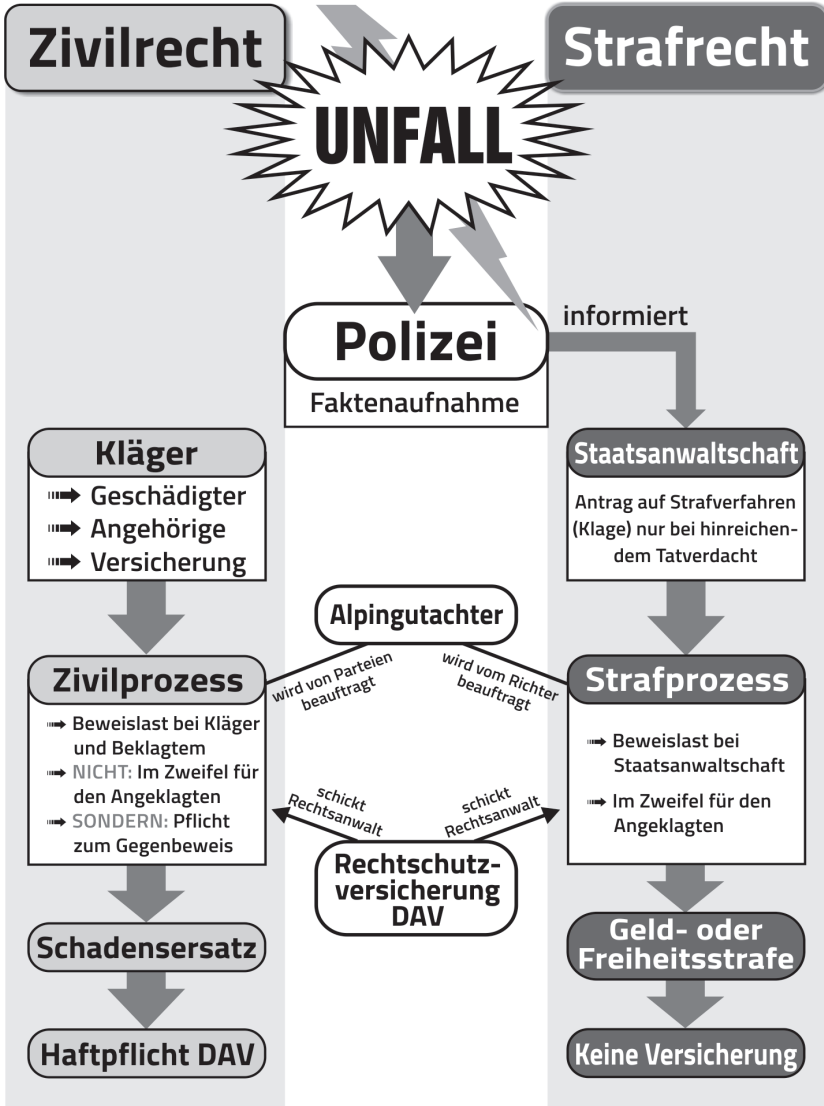 Zivilrecht
Strafrecht
UNFALL
Polizei
informiert
Faktenaufnahme
Kläger
Geschädigter
Angehörige
Versicherung
Staatsanwaltschaft
Antrag auf Strafverfahren
(Klage) nur bei hinreichen-
dem Tatverdacht
Alpingutachter
wird von Parteien
beauftragt
wird vom Richter
beauftragt
Zivilprozess
Beweislast bei Kläger
und Beklagtem
NICHT: Im Zweifel für
den Angeklagten
SONDERN: Pflicht
zum Gegenbeweis
Strafprozess
Beweislast bei
Staatsanwaltschaft
Im Zweifel für den
Angeklagten
schickt
Rechtsanwalt
schickt
Rechtsanwalt
Rechtschutz-
versicherung
DAV
Schadensersatz
Geld- oder
Freiheitsstrafe
Haftpflicht DAV
Keine Versicherung